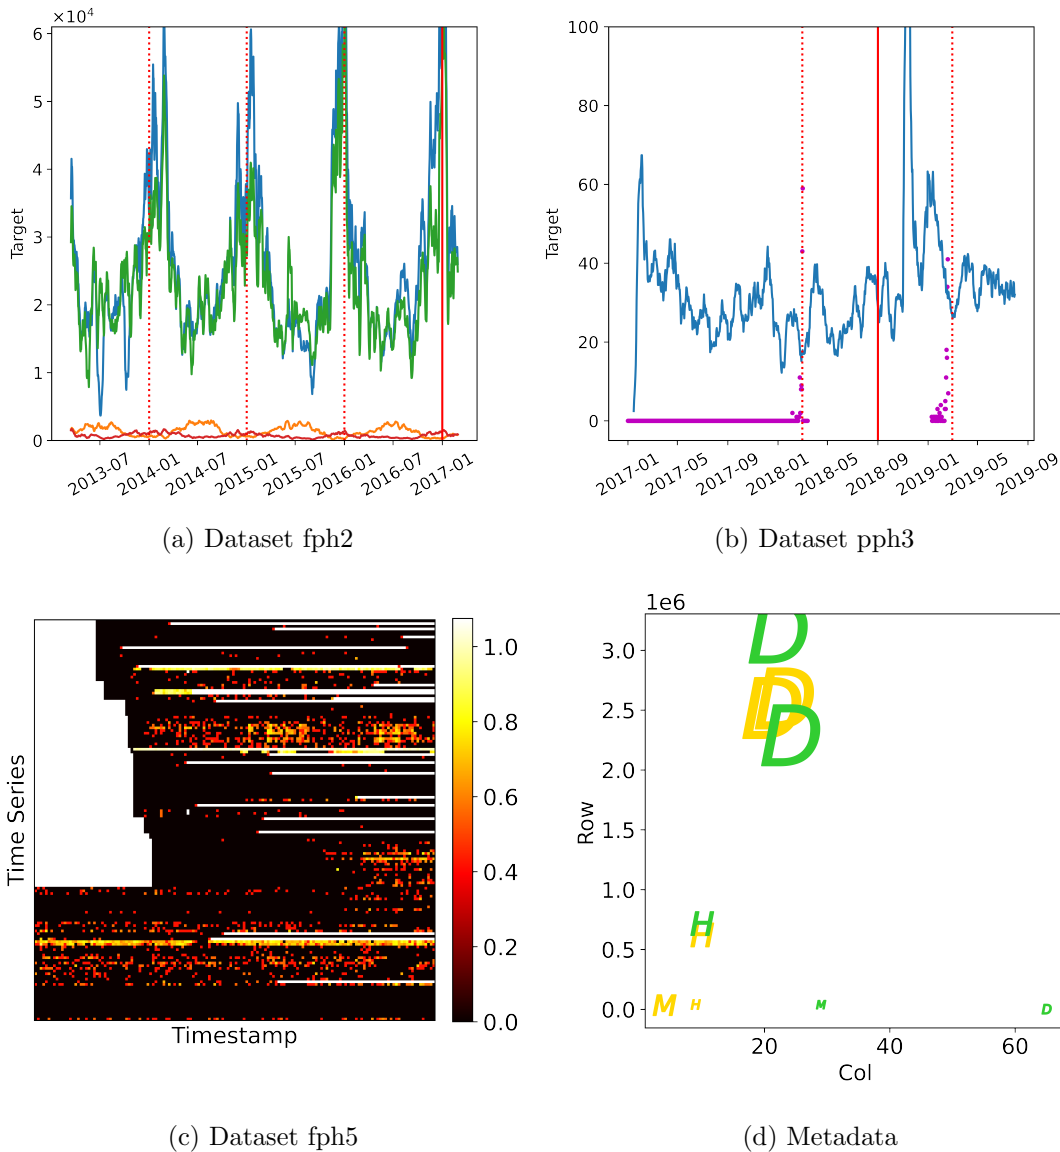 ×10⁴
6
5
4
3
2
1
0
Target
2013-07
2014-01
2014-07
2015-01
2015-07
2016-01
2016-07
2017-01
(a) Dataset fph2
100
80
60
40
20
0
Target
2017-01
2017-05
2017-09
2018-01
2018-05
2018-09
2019-01
2019-05
2019-09
(b) Dataset pph3
Time Series
Timestamp
1.0
0.8
0.6
0.4
0.2
0.0
(c) Dataset fph5
1e6
3.0
2.5
2.0
1.5
1.0
0.5
0.0
Row
D
D
D
D
H
H
M
H
M
D
20
40
60
Col
(d) Metadata